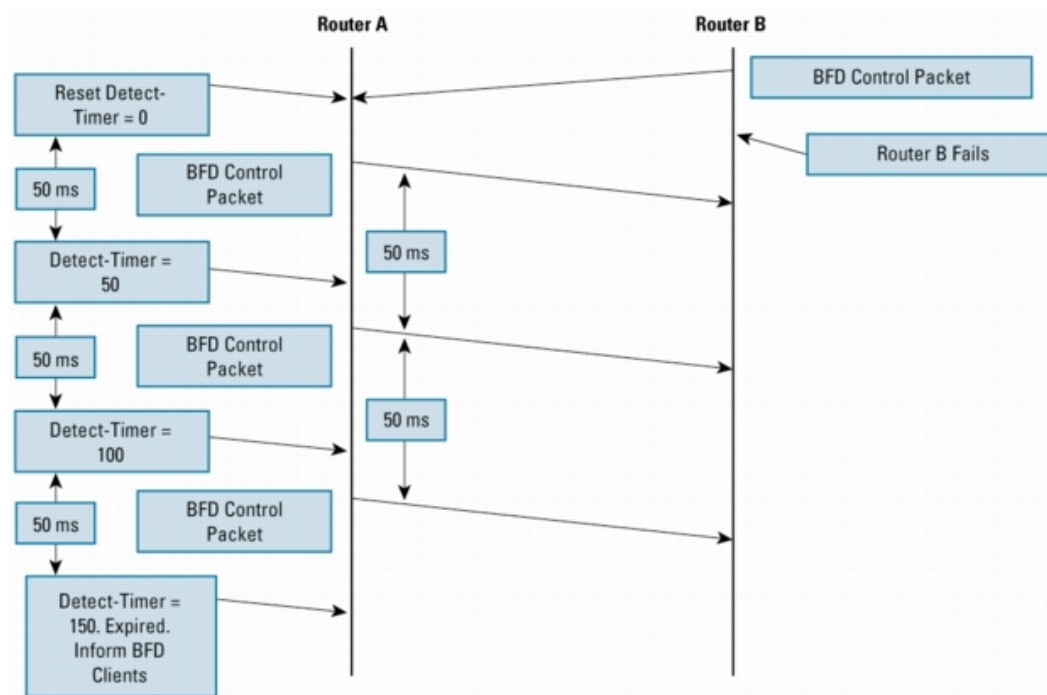 Router A
Router B
Reset Detect-
Timer = 0
BFD Control Packet
Router B Fails
50 ms
BFD Control
Packet
50 ms
Detect-Timer =
50
50 ms
BFD Control
Packet
50 ms
Detect-Timer =
100
50 ms
BFD Control
Packet
Detect-Timer =
150. Expired.
Inform BFD
Clients